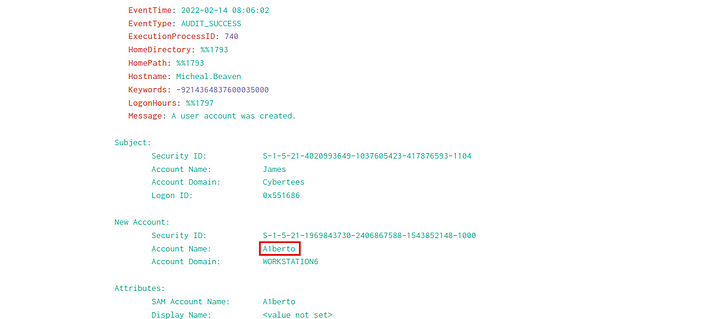 EventTime: 2022-02-14 08:06:02
EventType: AUDIT_SUCCESS
ExecutionProcessID: 740
HomeDirectory: %%1793
HomePath: %%1793
Hostname: Micheal.Beaven
Keywords: -9214364837600035000
LogonHours: %%1797
Message: A user account was created.
Subject:
Security ID: S-1-5-21-4020993649-1037605423-417876593-1104
Account Name: James
Account Domain: Cybertees
Logon ID: 0x551686
New Account:
Security ID: S-1-5-21-1969843730-2406867588-1543852148-1000
Account Name: A1berto
Account Domain: WORKSTATION6
Attributes:
SAM Account Name: A1berto
Display Name: <value not set>